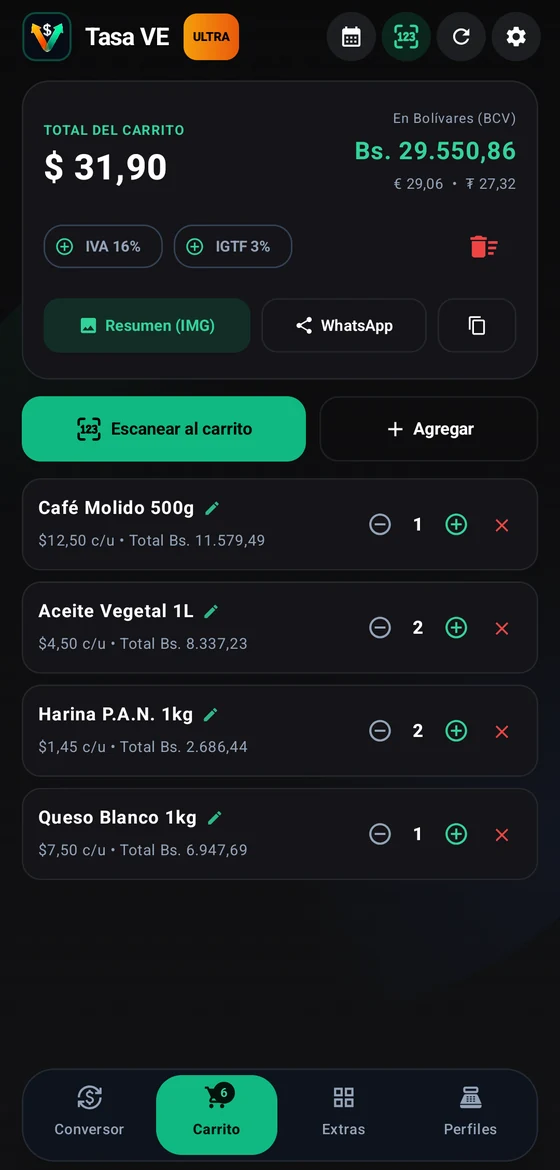 Tasa VE
ULTRA
123
TOTAL DEL CARRITO
$ 31,90
En Bolívares (BCV)
Bs. 29.550,86
€ 29,06 • ₮ 27,32
IVA 16%
IGTF 3%
Resumen (IMG)
WhatsApp
123 Escanear al carrito
Agregar
Café Molido 500g
$12,50 c/u • Total Bs. 11.579,49
1
Aceite Vegetal 1L
$4,50 c/u • Total Bs. 8.337,23
2
Harina P.A.N. 1kg
$1,45 c/u • Total Bs. 2.686,44
2
Queso Blanco 1kg
$7,50 c/u • Total Bs. 6.947,69
1
6
Conversor
Carrito
Extras
Perfiles